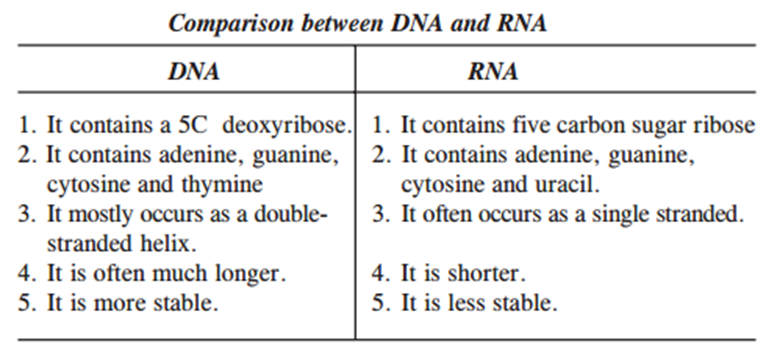 Comparison between DNA and RNA
DNA
RNA
1. It contains a 5C deoxyribose.
2. It contains adenine, guanine,
cytosine and thymine
3. It mostly occurs as a double-
stranded helix.
4. It is often much longer.
5. It is more stable.
1. It contains five carbon sugar ribose
2. It contains adenine, guanine,
cytosine and uracil.
3. It often occurs as a single stranded.
4. It is shorter.
5. It is less stable.